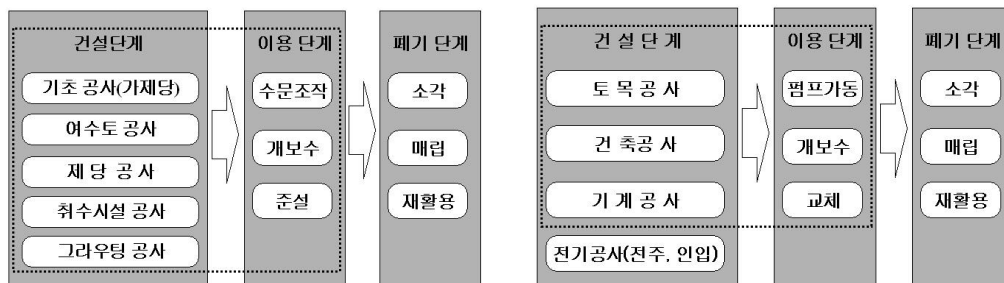 건설단계
기초 공사(가제당)
여수토 공사
제 당 공 사
취수시설 공사
그라우팅 공사
이용 단계
수문조작
개보수
준설
폐기 단계
소각
매립
재활용
건 설 단 계
토 목 공 사
건 축공 사
기 계 공 사
전기공사(전주, 인입)
이용 단계
펌프가동
개보수
교체
폐기 단계
소각
매립
재활용